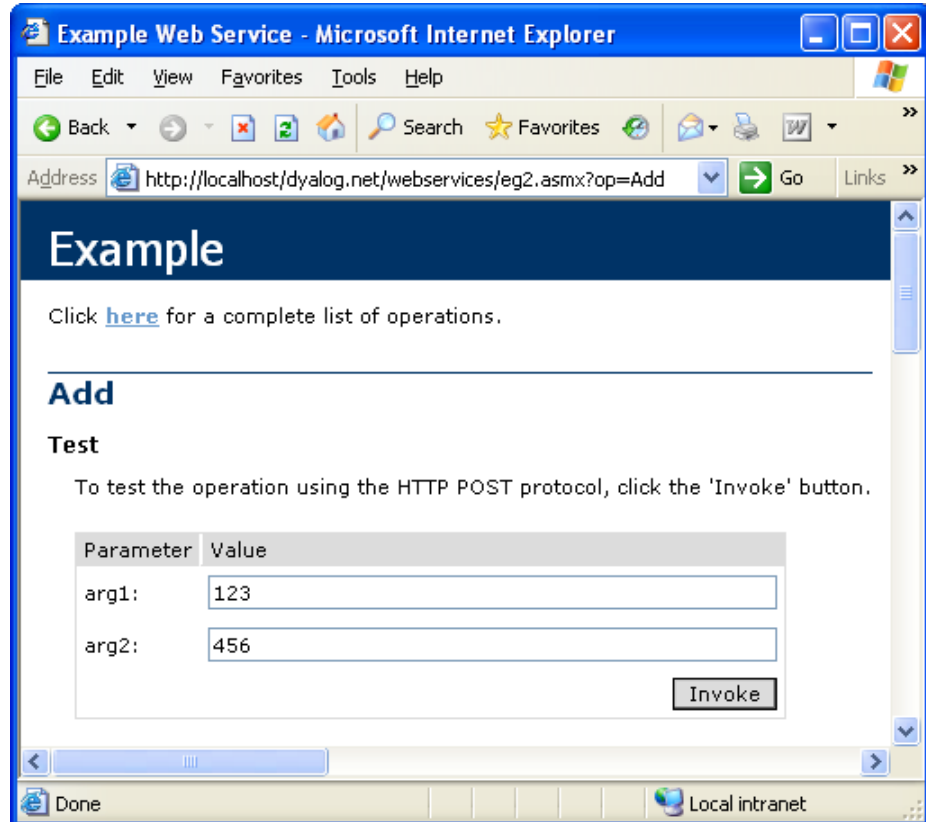 Example Web Service - Microsoft Internet Explorer
File Edit View Favorites Tools Help
Back Search Favorites »
Address http://localhost/dyalog.net/webservices/eg2.asmx?op=Add Go Links »
Example
Click here for a complete list of operations.
Add
Test
To test the operation using the HTTP POST protocol, click the 'Invoke' button.
Parameter Value
arg1: 123
arg2: 456
Invoke
Done Local intranet